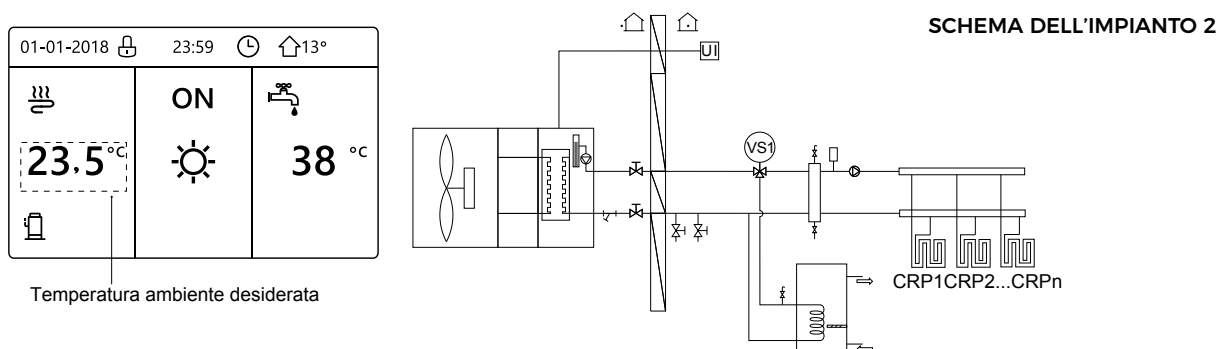 SCHEMA DELL'IMPIANTO 2
01-01-2018 23:59 13°
ON
23.5°C
38 °C
Temperatura ambiente desiderata
UI
VS1
CRP1CRP2...CRPn